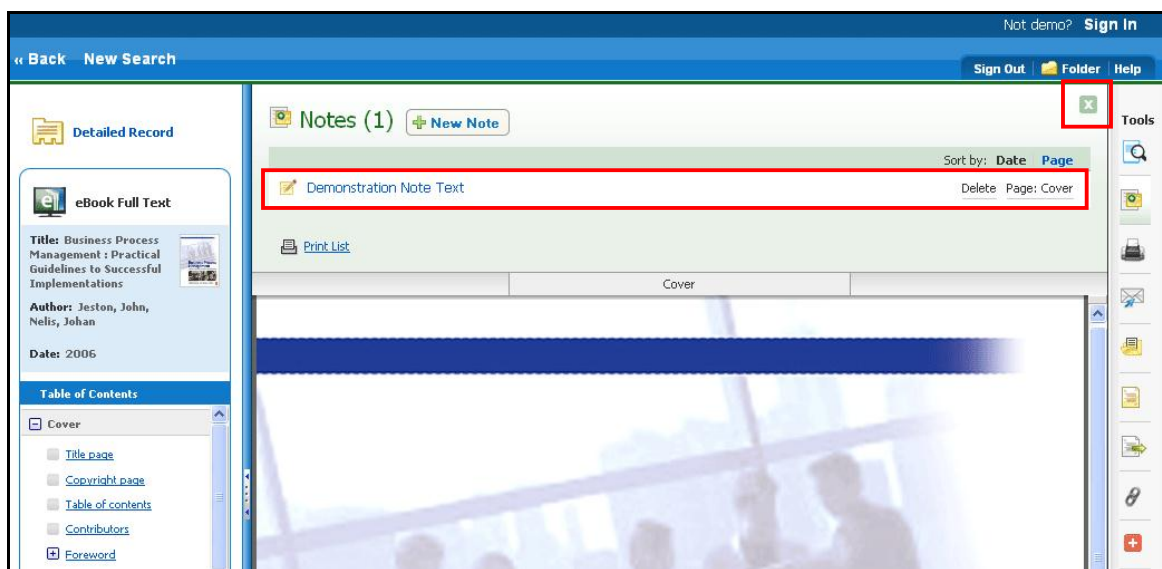 Not demo? Sign In
‹‹ Back New Search
Sign Out Folder Help
Detailed Record
eBook Full Text
Title: Business Process
Management : Practical
Guidelines to Successful
Implementations
Author: Jeston, John,
Nelis, Johan
Date: 2006
Table of Contents
Cover
Title page
Copyright page
Table of contents
Contributors
Foreword
Notes (1) New Note
Sort by: Date Page
Demonstration Note Text Delete Page: Cover
Print List
Cover
Tools